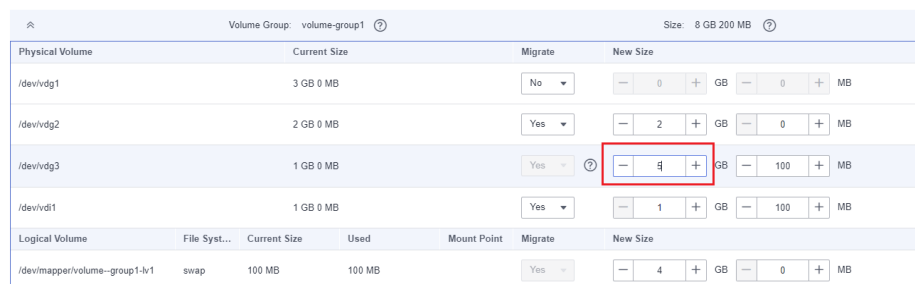 Volume Group: volume-group1 ? Size: 8 GB 200 MB ?
Physical Volume Current Size Migrate New Size
/dev/vdg1 3 GB 0 MB No − 0 + GB − 0 + MB
/dev/vdg2 2 GB 0 MB Yes − 2 + GB − 0 + MB
/dev/vdg3 1 GB 0 MB Yes ? − 5 + GB − 100 + MB
/dev/vdi1 1 GB 0 MB Yes − 1 + GB − 100 + MB
Logical Volume File Syst... Current Size Used Mount Point Migrate New Size
/dev/mapper/volume--group1-lv1 swap 100 MB 100 MB Yes − 4 + GB − 0 + MB